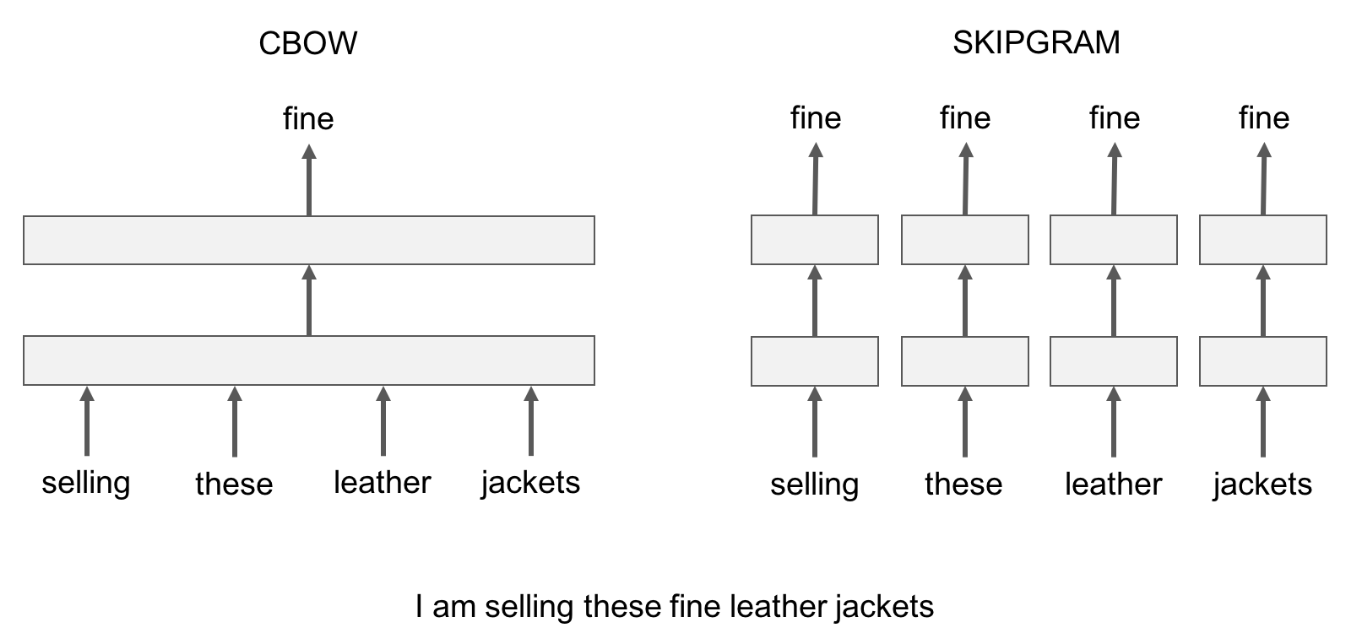 CBOW
fine
selling these leather jackets
SKIPGRAM
fine fine fine fine
selling these leather jackets
I am selling these fine leather jackets